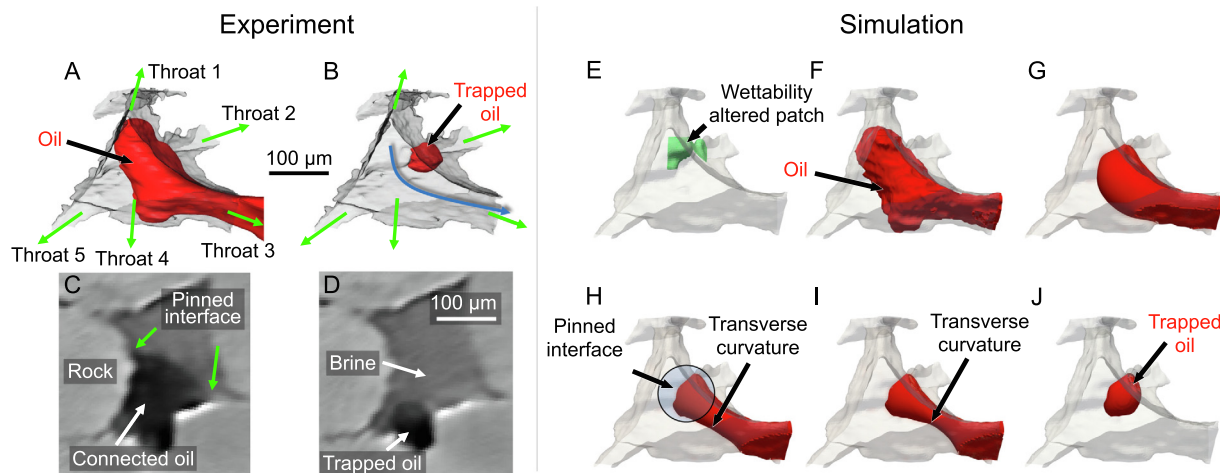 Experiment
Simulation
A
Throat 1
Throat 2
Oil
100 µm
Throat 5
Throat 4
Throat 3
B
Trapped
oil
C
Pinned
interface
Rock
Connected oil
D
100 µm
Brine
Trapped oil
E
Wettability
altered patch
F
Oil
G
H
Pinned
interface
Transverse
curvature
I
Transverse
curvature
J
Trapped
oil